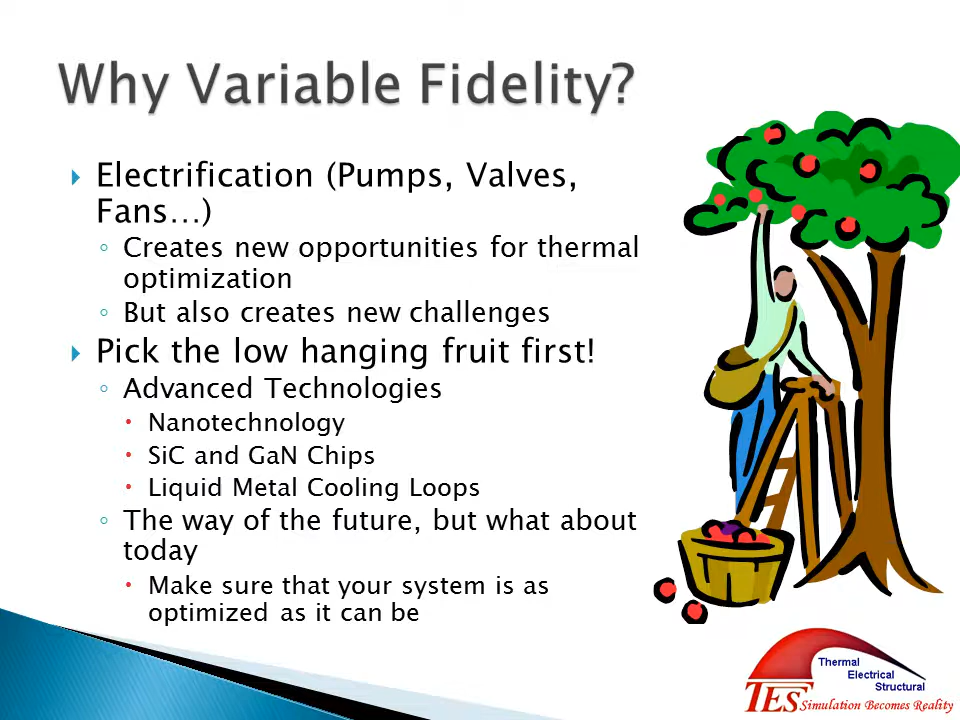 Why Variable Fidelity?
Electrification (Pumps, Valves,
Fans...)
Creates new opportunities for thermal
optimization
But also creates new challenges
Pick the low hanging fruit first!
Advanced Technologies
Nanotechnology
SiC and GaN Chips
Liquid Metal Cooling Loops
The way of the future, but what about
today
Make sure that your system is as
optimized as it can be
Thermal
Electrical
Structural
TES Simulation Becomes Reality